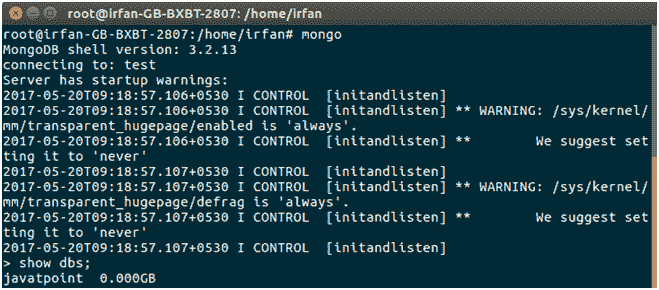 root@irfan-GB-BXBT-2807: /home/irfan
root@irfan-GB-BXBT-2807:/home/irfan# mongo
MongoDB shell version: 3.2.13
connecting to: test
Server has startup warnings:
2017-05-20T09:18:57.106+0530 I CONTROL  [initandlisten]
2017-05-20T09:18:57.106+0530 I CONTROL  [initandlisten] ** WARNING: /sys/kernel/
mm/transparent_hugepage/enabled is 'always'.
2017-05-20T09:18:57.106+0530 I CONTROL  [initandlisten] **        We suggest set
ting it to 'never'
2017-05-20T09:18:57.107+0530 I CONTROL  [initandlisten]
2017-05-20T09:18:57.107+0530 I CONTROL  [initandlisten] ** WARNING: /sys/kernel/
mm/transparent_hugepage/defrag is 'always'.
2017-05-20T09:18:57.107+0530 I CONTROL  [initandlisten] **        We suggest set
ting it to 'never'
2017-05-20T09:18:57.107+0530 I CONTROL  [initandlisten]
> show dbs;
javatpoint  0.000GB